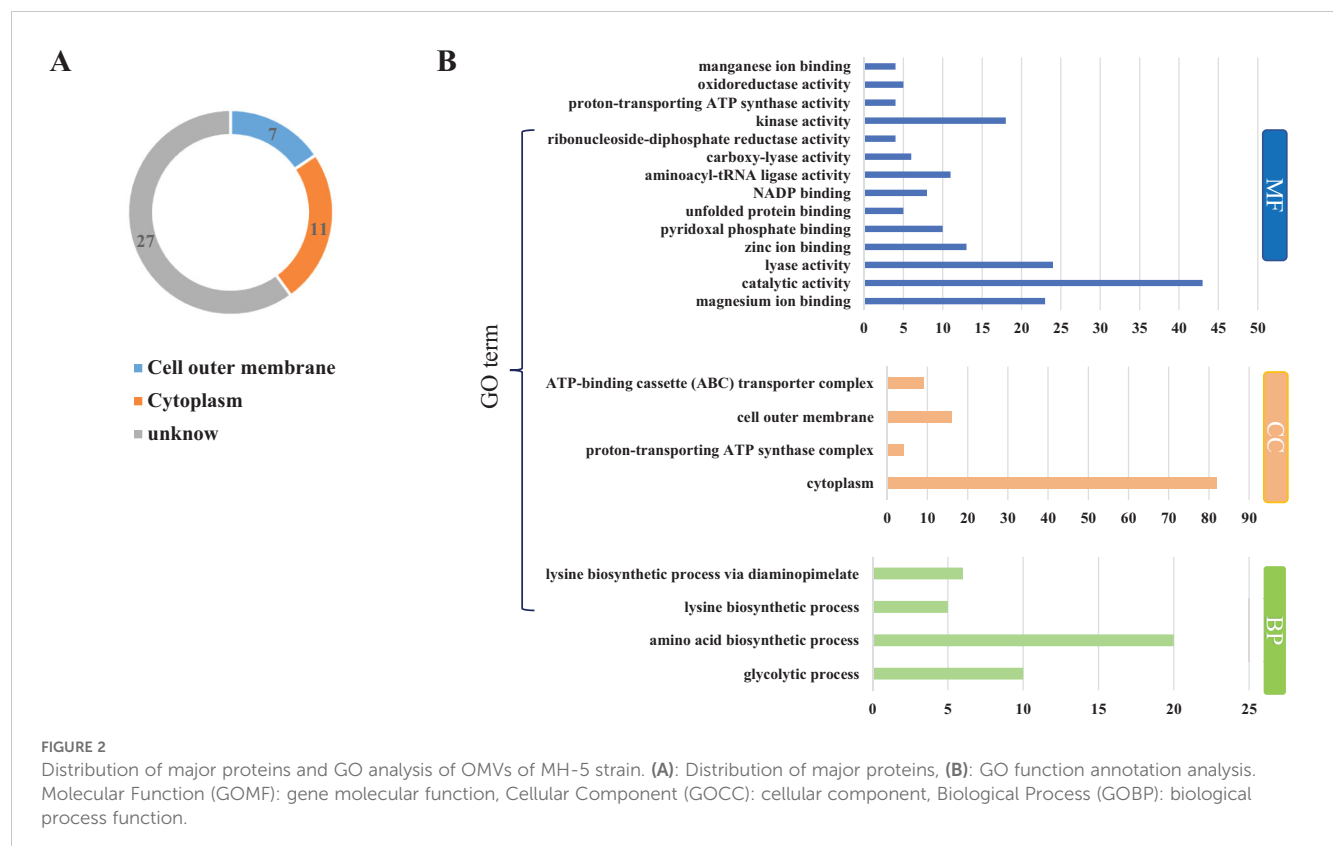 A
7
11
27
Cell outer membrane
Cytoplasm
unknow
B
GO term
manganese ion binding
oxidoreductase activity
proton-transporting ATP synthase activity
kinase activity
ribonucleoside-diphosphate reductase activity
carboxy-lyase activity
aminoacyl-tRNA ligase activity
NADP binding
unfolded protein binding
pyridoxal phosphate binding
zinc ion binding
lyase activity
catalytic activity
magnesium ion binding
0 5 10 15 20 25 30 35 40 45 50
MF
ATP-binding cassette (ABC) transporter complex
cell outer membrane
proton-transporting ATP synthase complex
cytoplasm
0 10 20 30 40 50 60 70 80 90
CC
lysine biosynthetic process via diaminopimelate
lysine biosynthetic process
amino acid biosynthetic process
glycolytic process
0 5 10 15 20 25
BP
FIGURE 2
Distribution of major proteins and GO analysis of OMVs of MH-5 strain. (A): Distribution of major proteins, (B): GO function annotation analysis.
Molecular Function (GOMF): gene molecular function, Cellular Component (GOCC): cellular component, Biological Process (GOBP): biological
process function.